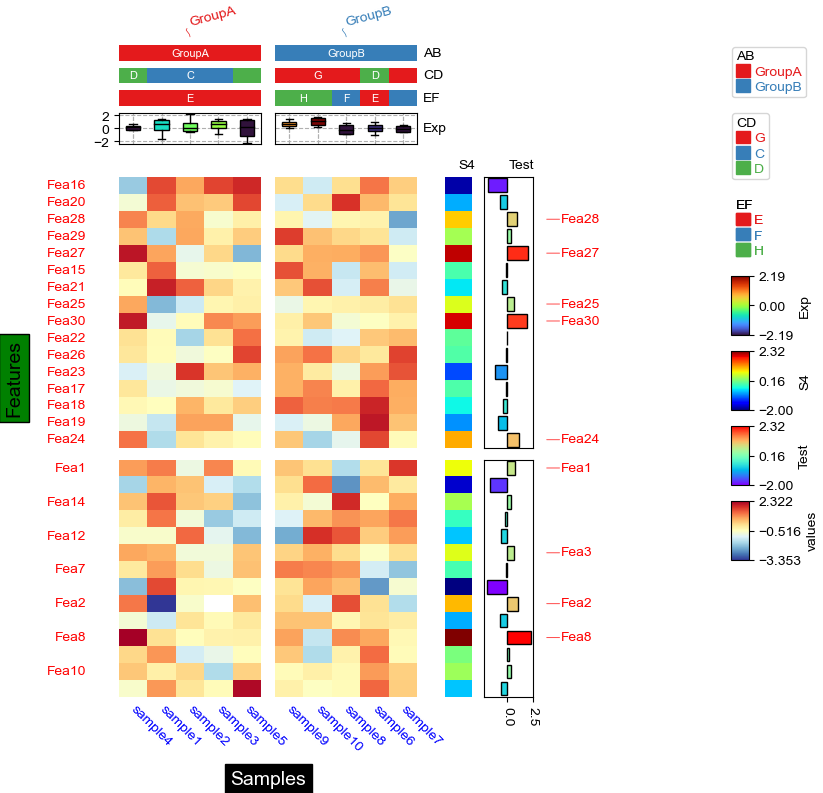 GroupA
GroupB
GroupA GroupB AB
D C G D CD
E H F E EF
2
0
−2
Exp
S4 Test
Fea16
Fea20
Fea28 Fea28
Fea29
Fea27 Fea27
Fea15
Fea21
Fea25 Fea25
Fea30 Fea30
Fea22
Fea26
Fea23
Fea17
Fea18
Fea19
Fea24 Fea24
Fea1 Fea1
Fea14
Fea12
Fea3
Fea7
Fea2 Fea2
Fea8 Fea8
Fea10
Features
sample4
sample1
sample2
sample3
sample5
sample9
sample10
sample8
sample6
sample7
0.0
2.5
Samples
AB
GroupA
GroupB
CD
G
C
D
EF
E
F
H
2.19
0.00
−2.19
Exp
2.32
0.16
−2.00
S4
2.32
0.16
−2.00
Test
2.322
−0.516
−3.353
values